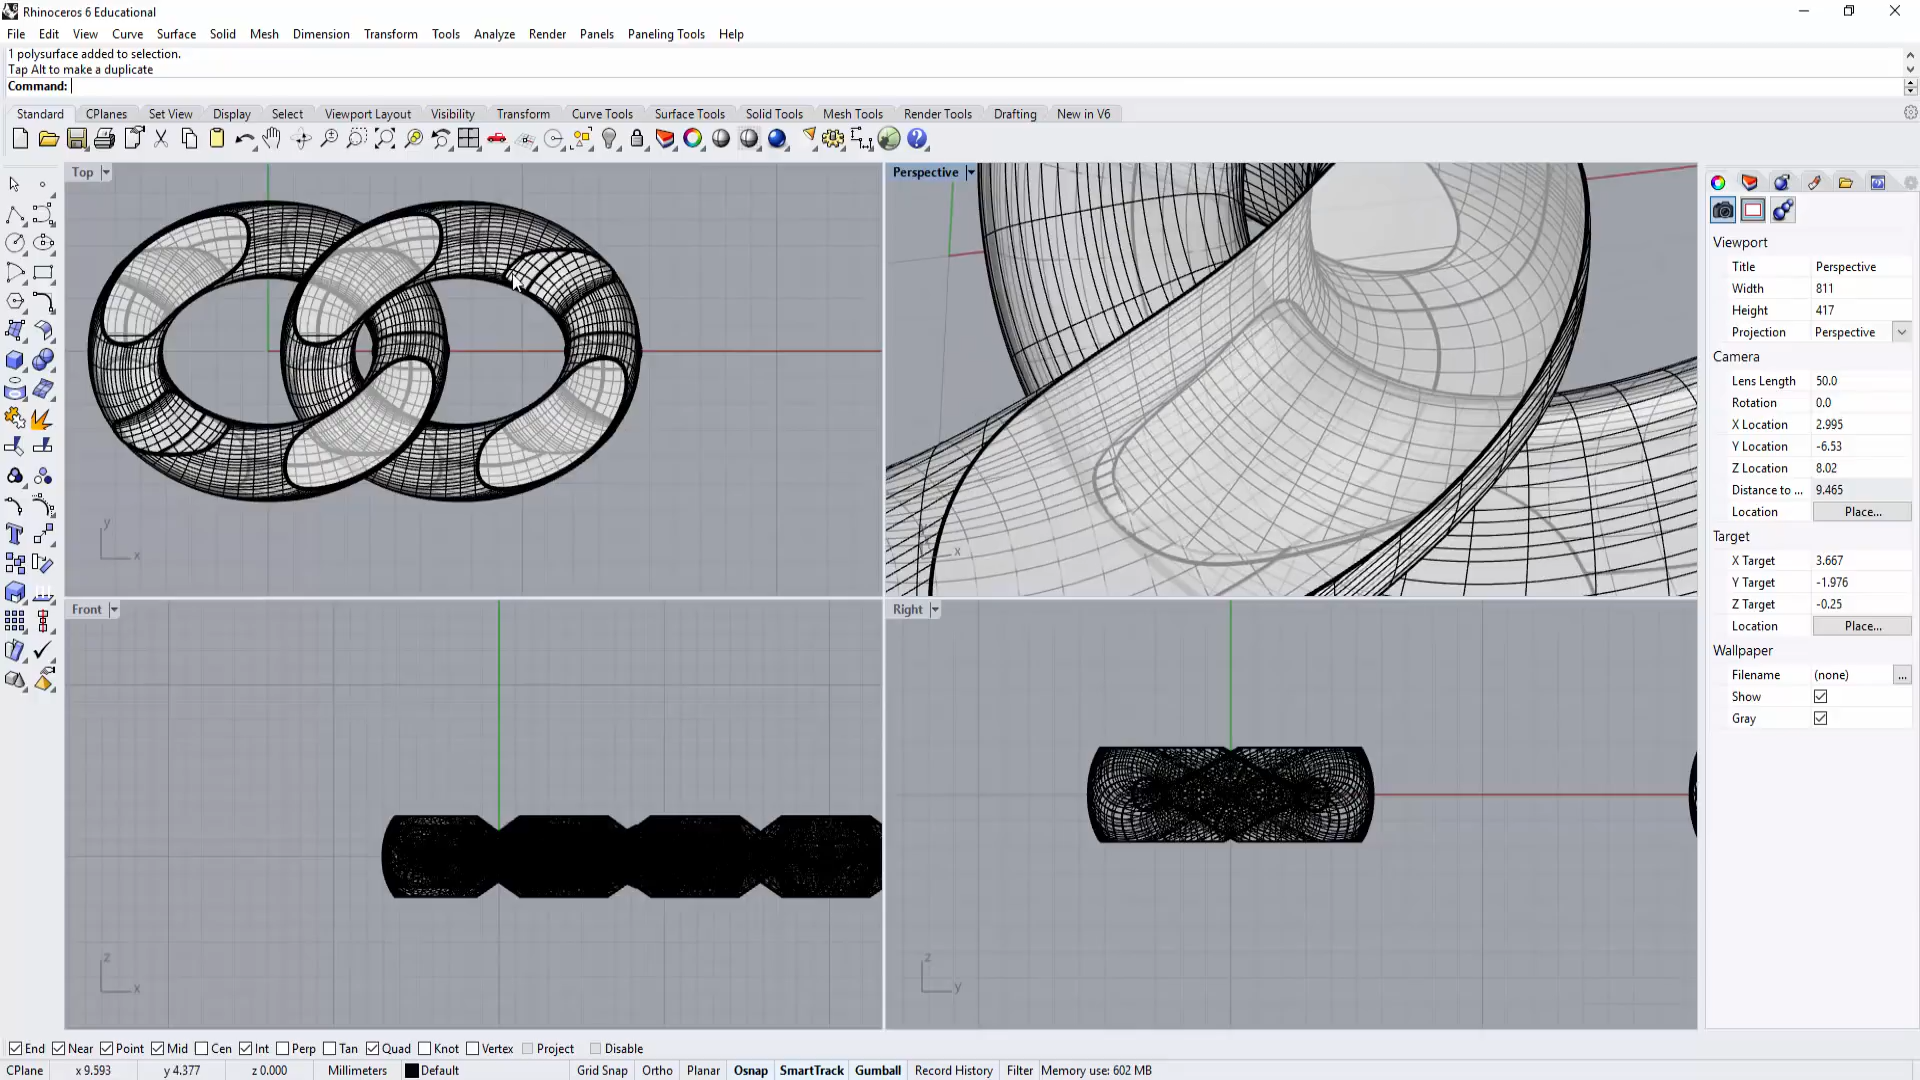 Rhinoceros 6 Educational
File Edit View Curve Surface Solid Mesh Dimension Transform Tools Analyze Render Panels Paneling Tools Help
1 polysurface added to selection.
Tap Alt to make a duplicate
Command:
Standard CPlanes Set View Display Select Viewport Layout Visibility Transform Curve Tools Surface Tools Solid Tools Mesh Tools Render Tools Drafting New in V6
Top
Perspective
Viewport
Title Perspective
Width 811
Height 417
Projection Perspective
Camera
Lens Length 50.0
Rotation 0.0
X Location 2.995
Y Location -6.53
Z Location 8.02
Distance to ... 9.465
Location Place...
Target
X Target 3.667
Y Target -1.976
Z Target -0.25
Location Place...
Wallpaper
Filename (none) ...
Show
Gray
y
x
x
Front
Right
z
x
z
y
End Near Point Mid Cen Int Perp Tan Quad Knot Vertex Project Disable
CPlane x 9.593 y 4.377 z 0.000 Millimeters Default Grid Snap Ortho Planar Osnap SmartTrack Gumball Record History Filter Memory use: 602 MB